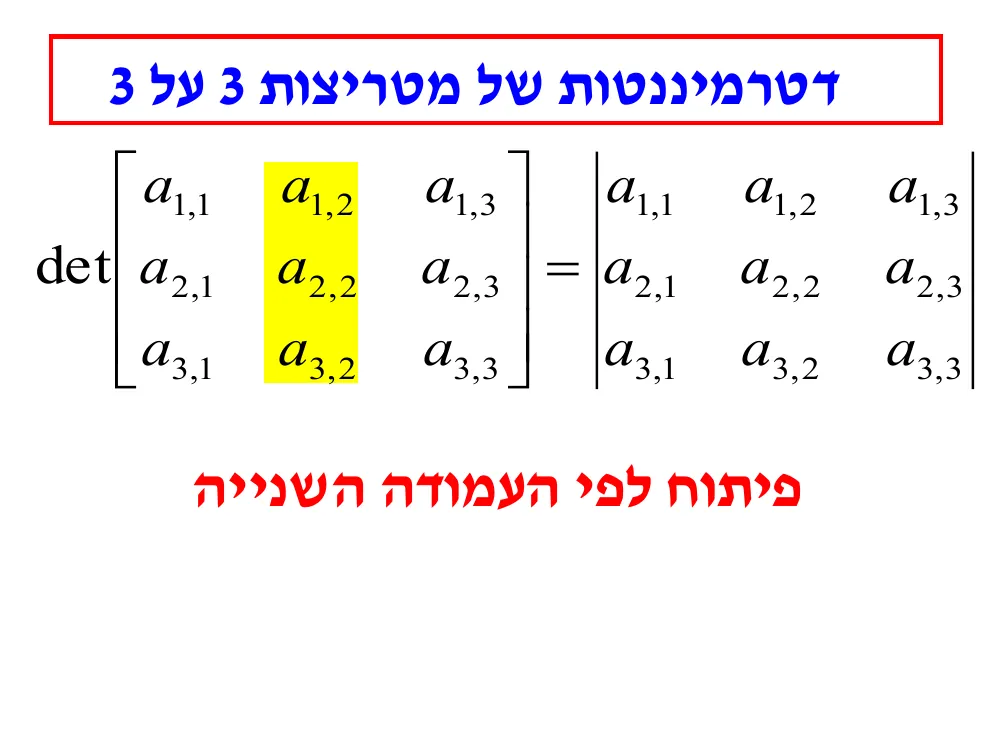 דטרמיננטות של מטריצות 3 על 3
det [ a1,1 a1,2 a1,3 ] = | a1,1 a1,2 a1,3 |
[ a2,1 a2,2 a2,3 ] | a2,1 a2,2 a2,3 |
[ a3,1 a3,2 a3,3 ] | a3,1 a3,2 a3,3 |
פיתוח לפי העמודה השנייה